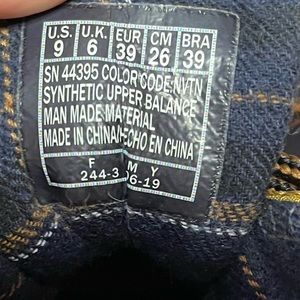 U.S. U.K. EUR CM BRA
9 6 39 26 39
SN 44395 COLOR CODE:NVTN
SYNTHETIC UPPER BALANCE
MAN MADE MATERIAL
MADE IN CHINA/HECHO EN CHINA
F M Y
244-3 6-19